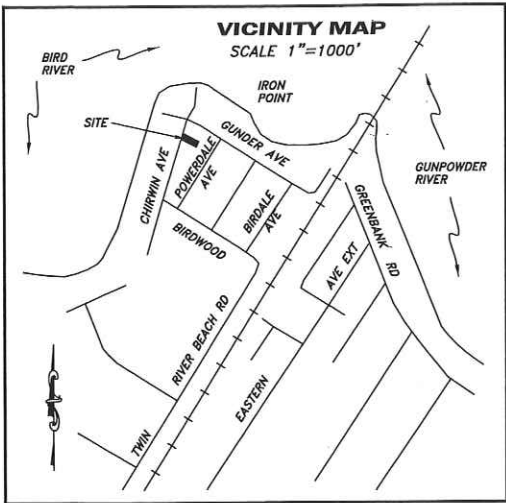 VICINITY MAP
SCALE 1"=1000'
BIRD
RIVER
IRON
POINT
SITE
GUNDER AVE
CHIRWIN AVE
POWERDALE
AVE
GUNPOWDER
RIVER
BIRDALE
AVE
GREENBANK
RD
BIRDWOOD
AVE EXT
TWIN RIVER BEACH RD
EASTERN